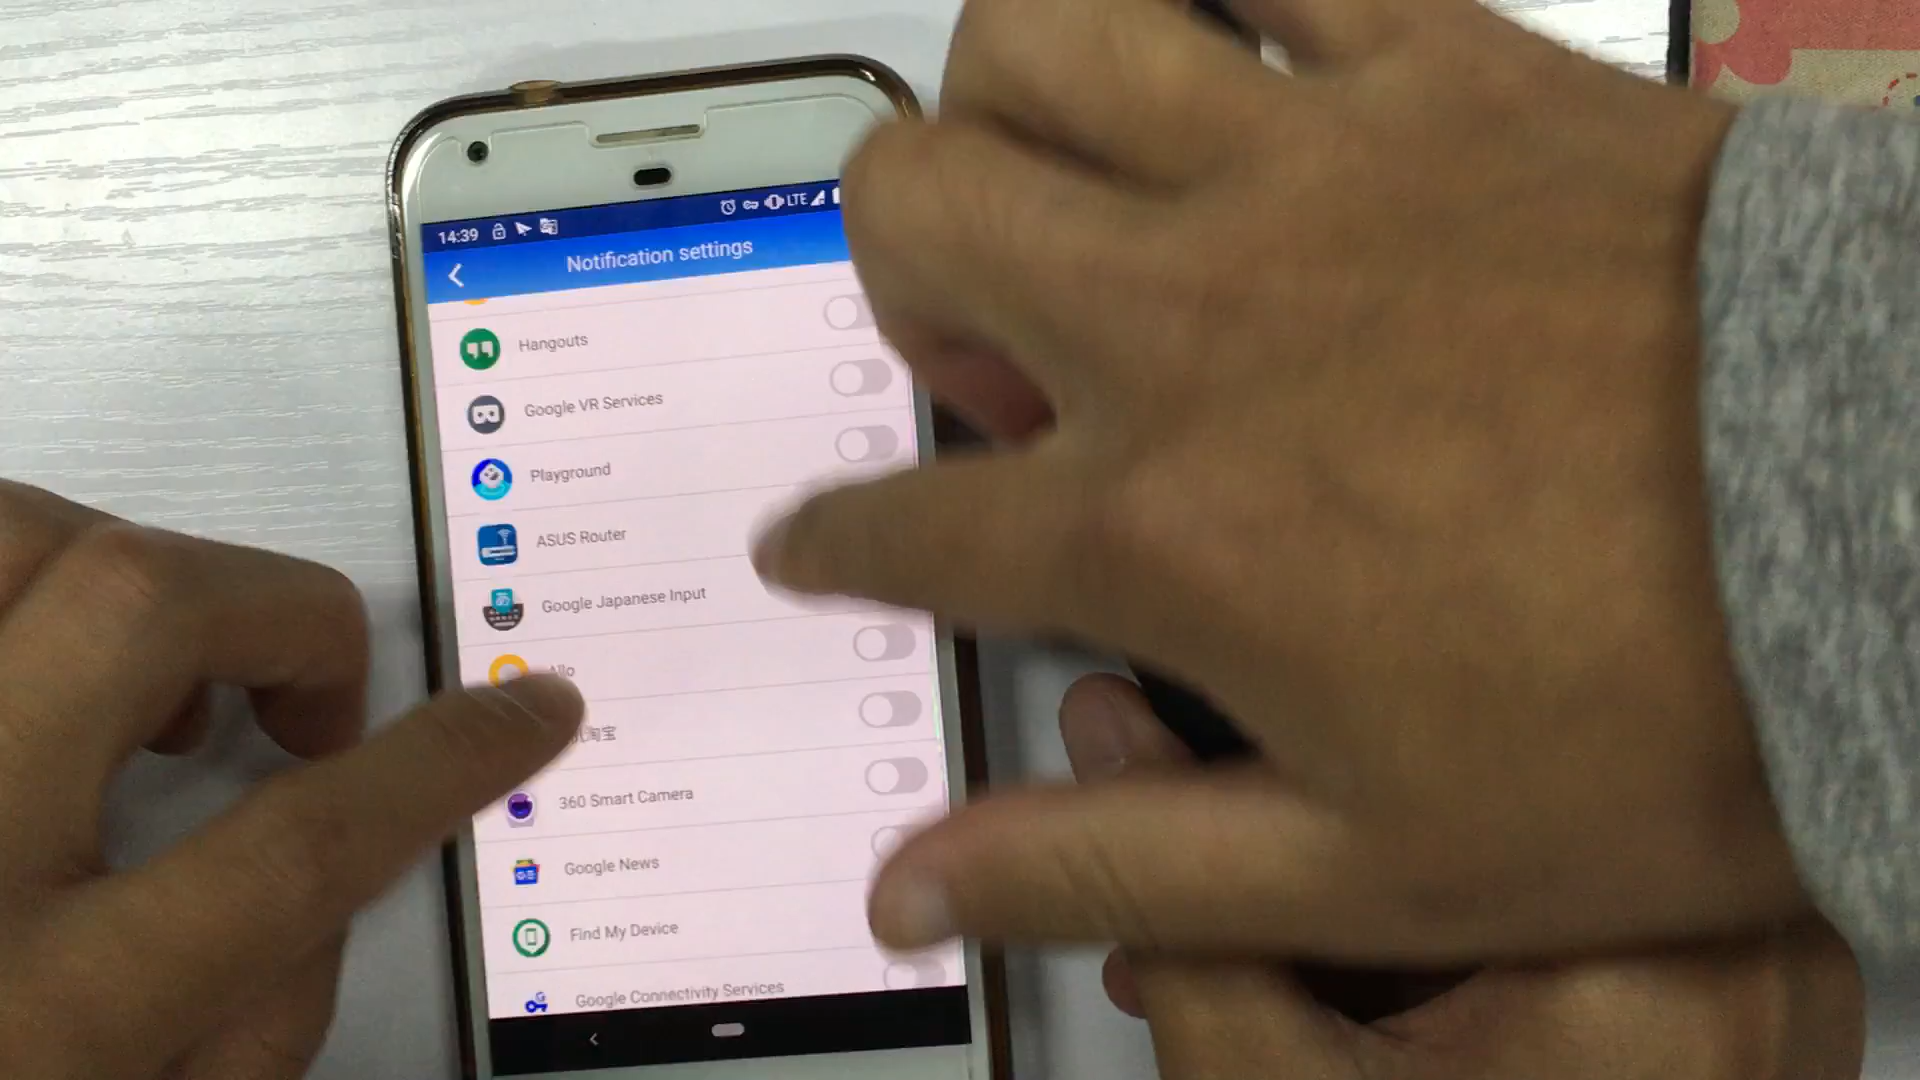 14:39 LTE
Notification settings
Hangouts
Google VR Services
Playground
ASUS Router
Google Japanese Input
Allo
淘宝
360 Smart Camera
Google News
Find My Device
Google Connectivity Services